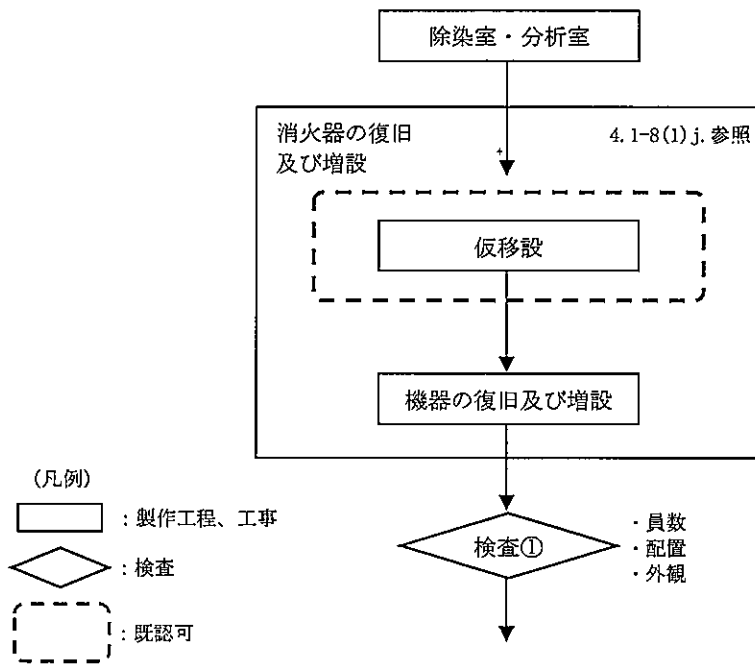 除染室・分析室
消火器の復旧
及び増設
4.1-8(1)j.参照
仮移設
機器の復旧及び増設
検査①
・員数
・配置
・外観
(凡例)
：製作工程、工事
：検査
：既認可